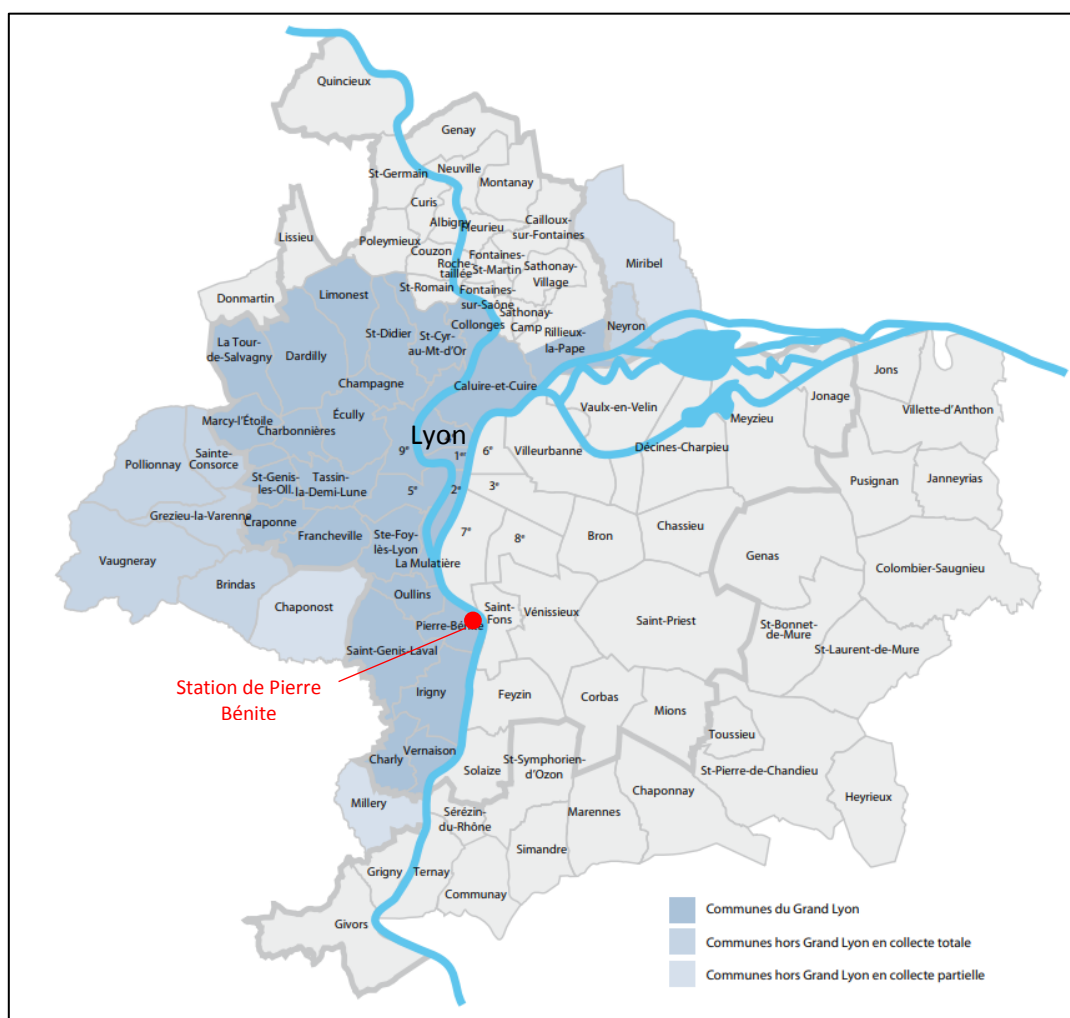 Quincieux
Genay
Neuville
St-Germain
Montanay
Curis
Albigny
Fleurieu
Cailloux-
sur-Fontaines
Lissieu
Poleymieux
Couzon
Roche-
taillée
Fontaines-
St-Martin
Sathonay-
Village
Miribel
St-Romain
Fontaines-
sur-Saône
Donmartin
Limonest
Sathonay-
Camp
Collonges
Rillieux-
la-Pape
Neyron
St-Didier
St-Cyr-
au-Mt-d'Or
La Tour-
de-Salvagny
Dardilly
Champagne
Caluire-et-Cuire
Jons
Jonage
Vaulx-en-Velin
Meyzieu
Villette-d'Anthon
Marcy-l'Étoile
Écully
Charbonnières
Lyon
9e
1er
6e
Villeurbanne
Décines-Charpieu
Pollionnay
Sainte-
Consorce
St-Genis-
les-Oll.
Tassin-
la-Demi-Lune
5e
2e
3e
Pusignan
Janneyrias
Grezieu-la-Varenne
Craponne
Francheville
Ste-Foy-
lès-Lyon
7e
8e
Bron
Chassieu
Genas
Vaugneray
La Mulatière
Colombier-Saugnieu
Brindas
Chaponost
Oullins
Pierre-Bénite
Saint-
Fons
Vénissieux
Saint-Priest
St-Bonnet-
de-Mure
St-Laurent-de-Mure
Saint-Genis-Laval
Station de Pierre
Bénite
Irigny
Feyzin
Corbas
Mions
Toussieu
Charly
Vernaison
Solaize
St-Symphorien-
d'Ozon
St-Pierre-de-Chandieu
Millery
Chaponnay
Heyrieux
Sérézin-
du-Rhône
Marennes
Simandre
Grigny
Ternay
Communay
Givors
Communes du Grand Lyon
Communes hors Grand Lyon en collecte totale
Communes hors Grand Lyon en collecte partielle